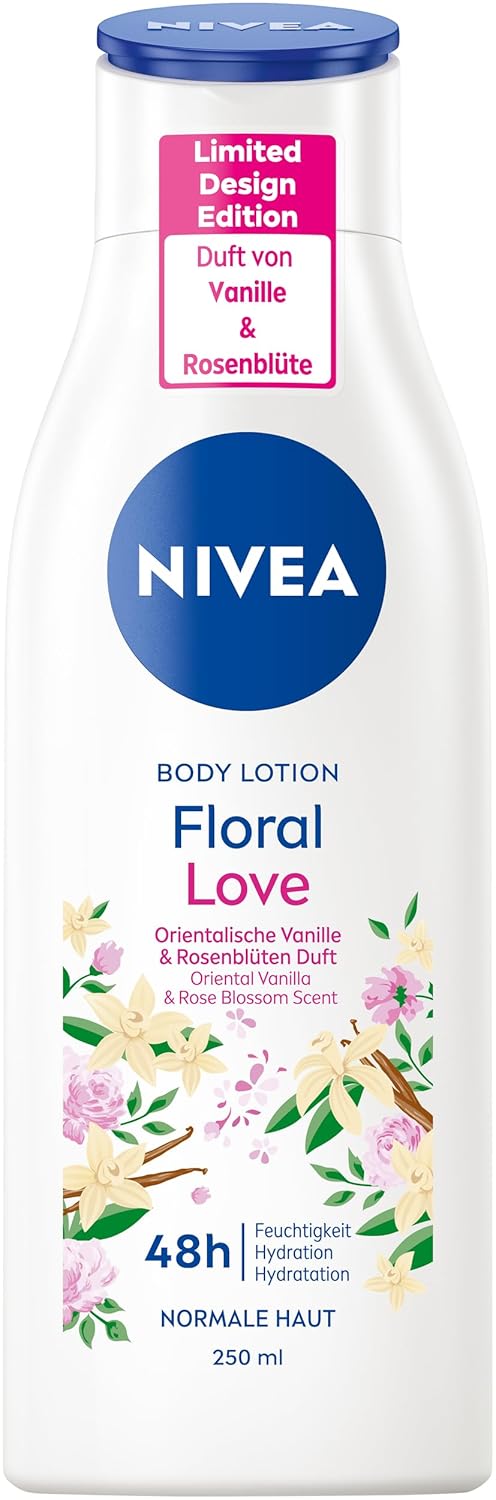 NIVEA
Limited
Design
Edition
Duft von
Vanille
&
Rosenblüte
NIVEA
BODY LOTION
Floral
Love
Orientalische Vanille
& Rosenblüten Duft
Oriental Vanilla
& Rose Blossom Scent
48h
Feuchtigkeit
Hydration
Hydratation
NORMALE HAUT
250 ml